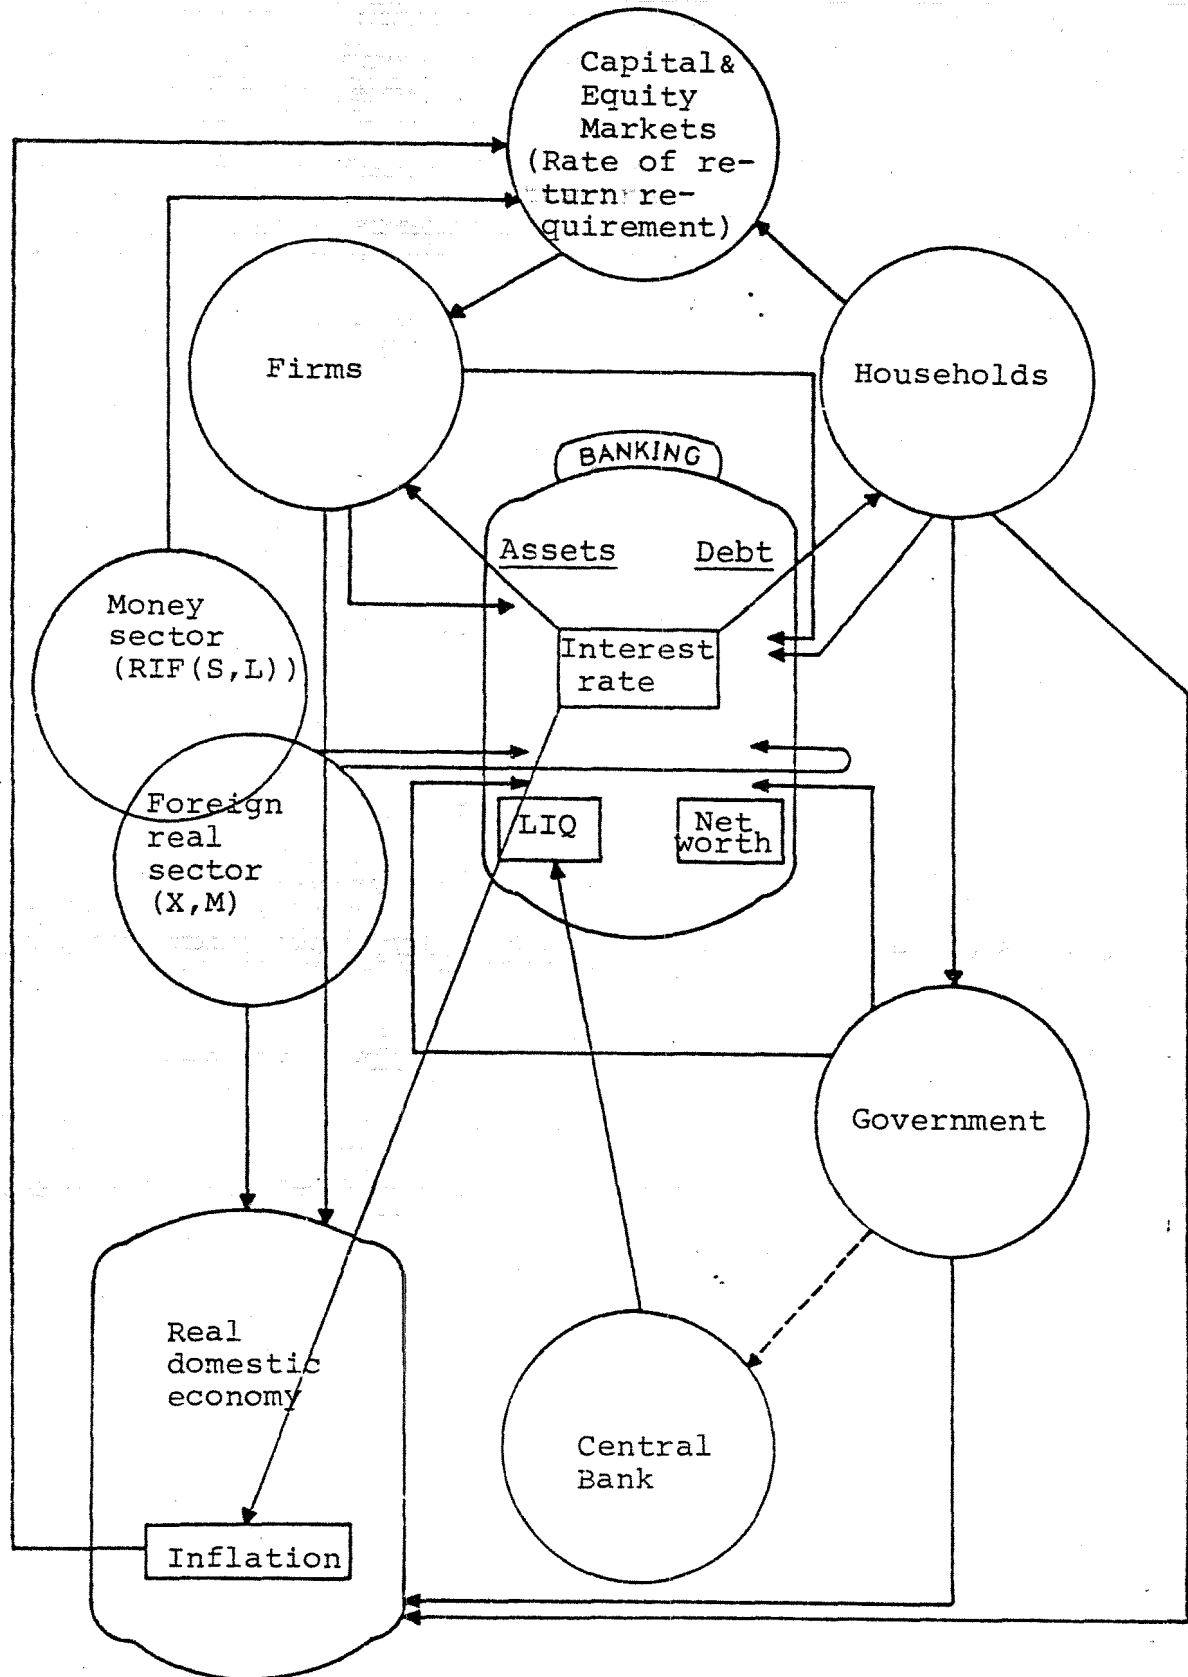 Capital&
Equity
Markets
(Rate of re-
turn re-
quirement)
Firms
Households
BANKING
Assets
Debt
Money
sector
(RIF(S,L))
Interest
rate
Foreign
real
sector
(X,M)
LIQ
Net
worth
Government
Real
domestic
economy
Central
Bank
Inflation